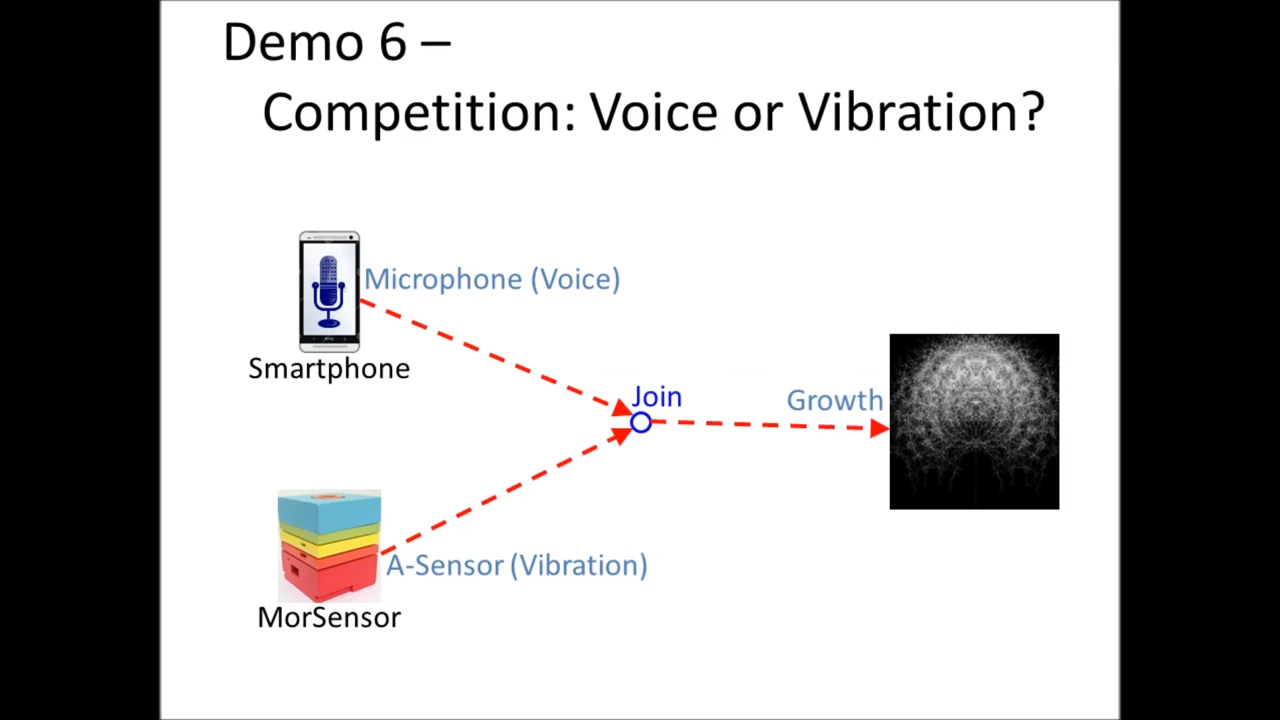 Demo 6 –
Competition: Voice or Vibration?
Microphone (Voice)
Smartphone
Join
Growth
A-Sensor (Vibration)
MorSensor